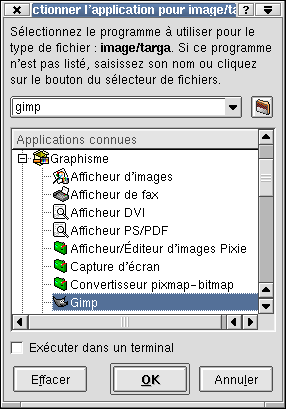 ctionner l'application pour image/ta
Sélectionnez le programme à utiliser pour le
type de fichier : image/targa. Si ce programme
n'est pas listé, saisissez son nom ou cliquez
sur le bouton du sélecteur de fichiers.
gimp
Applications connues
Graphisme
Afficheur d'images
Afficheur de fax
Afficheur DVI
Afficheur PS/PDF
Afficheur/Éditeur d'images Pixie
Capture d'écran
Convertisseur pixmap-bitmap
Gimp
Exécuter dans un terminal
Effacer OK Annuler